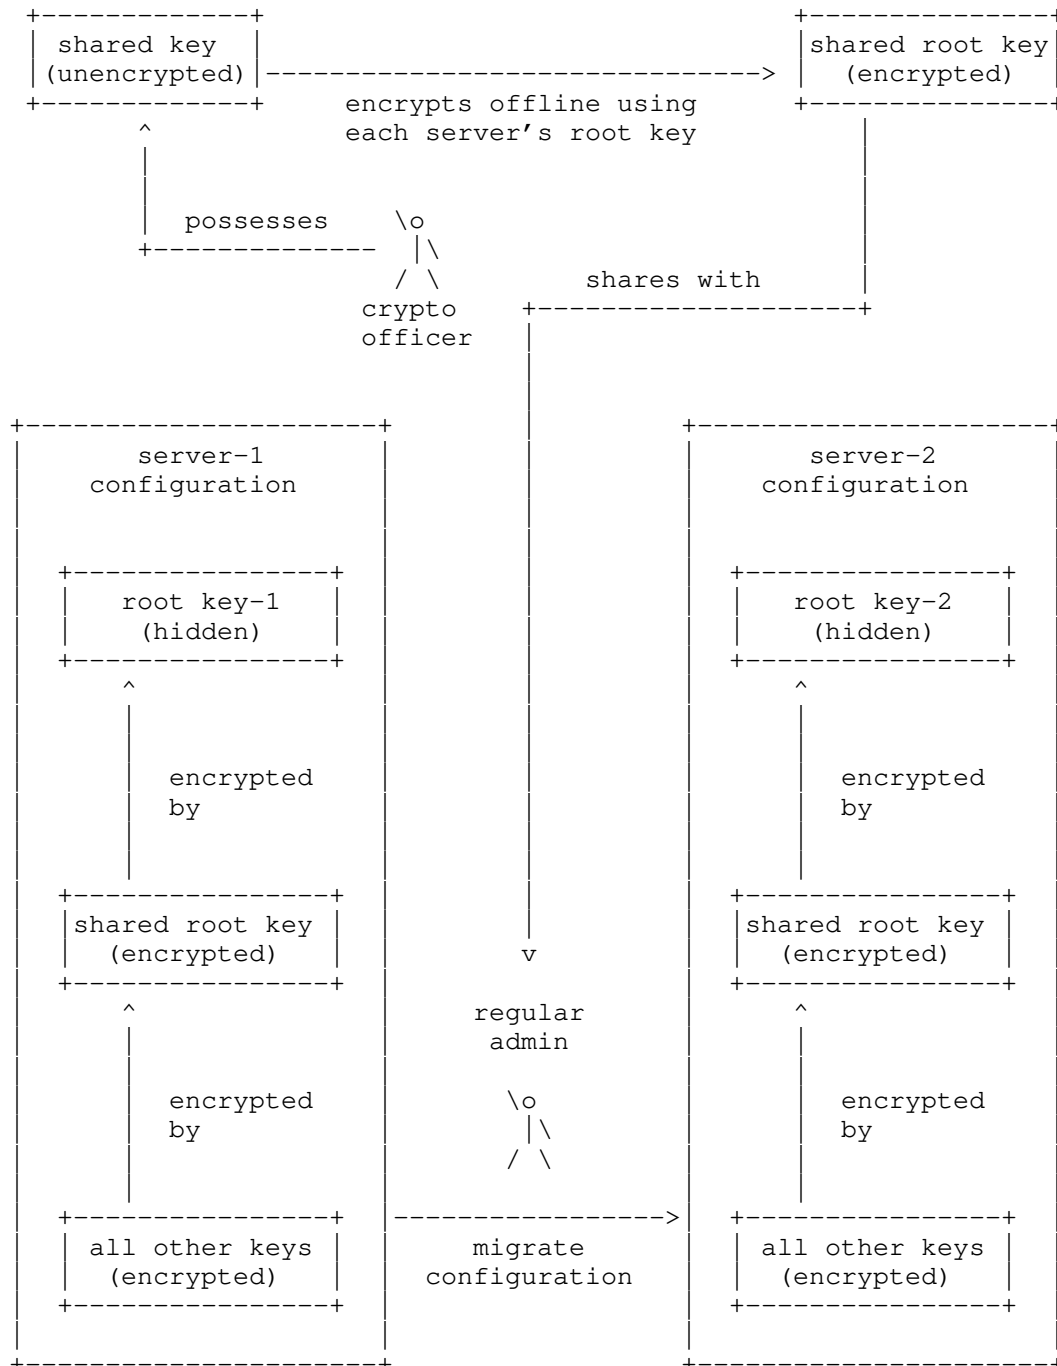 shared key
(unencrypted)
shared root key
(encrypted)
encrypts offline using
each server's root key
possesses
shares with
crypto
officer
server-1
configuration
server-2
configuration
root key-1
(hidden)
root key-2
(hidden)
encrypted
by
encrypted
by
shared root key
(encrypted)
shared root key
(encrypted)
regular
admin
encrypted
by
encrypted
by
all other keys
(encrypted)
migrate
configuration
all other keys
(encrypted)